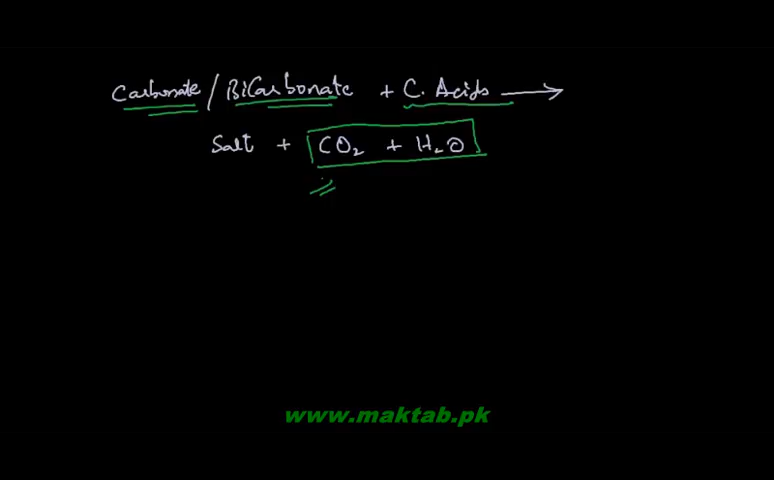 Carbonate / BiCarbonate + C. Acids ⟶
Salt + CO₂ + H₂O
www.maktab.pk